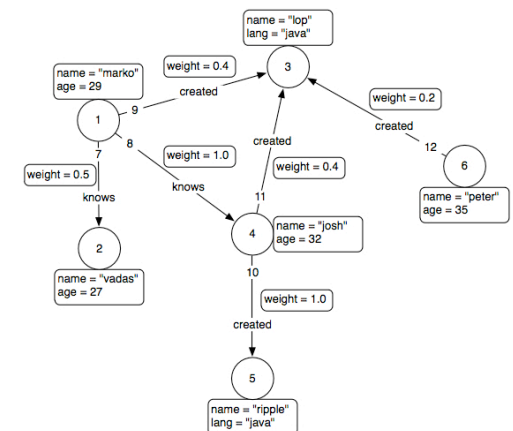 name = "lop"
lang = "java"
3
weight = 0.4
created
9
name = "marko"
age = 29
1
8
7
weight = 1.0
knows
weight = 0.5
knows
2
name = "vadas"
age = 27
created
weight = 0.4
11
4
name = "josh"
age = 32
weight = 0.2
created
12
6
name = "peter"
age = 35
10
weight = 1.0
created
5
name = "ripple"
lang = "java"